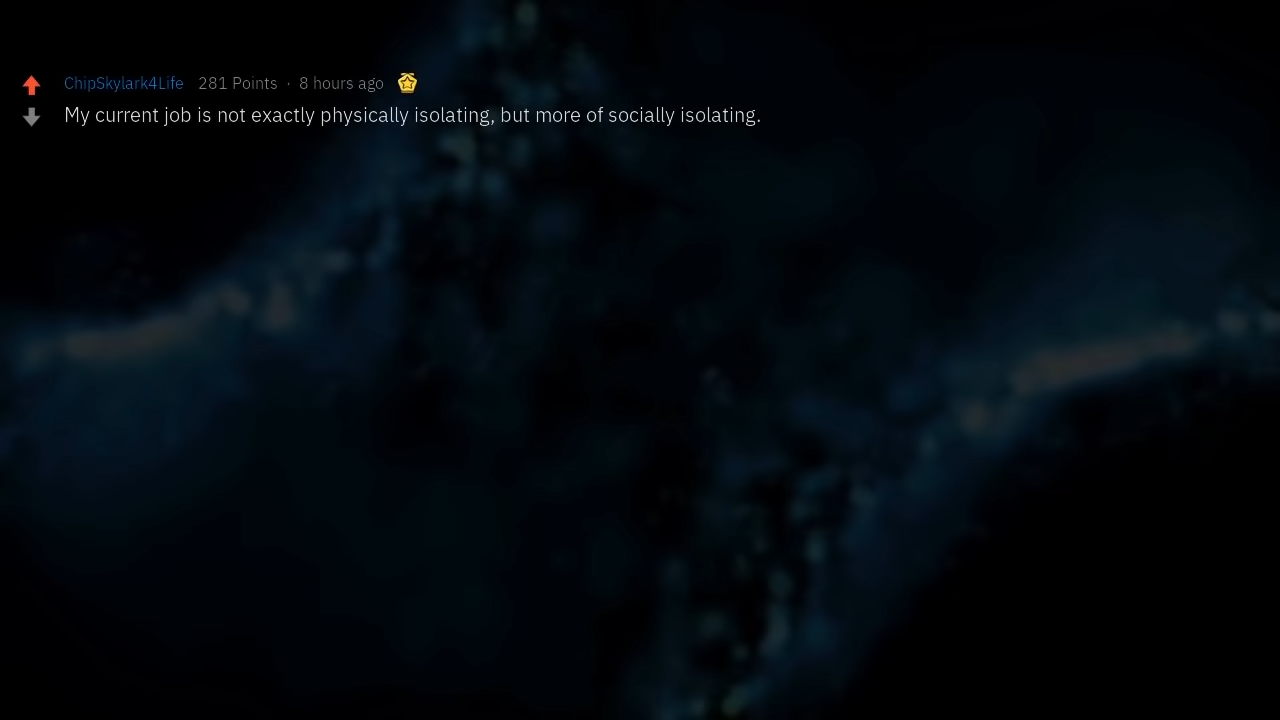 ChipSkylark4Life 281 Points · 8 hours ago
My current job is not exactly physically isolating, but more of socially isolating.